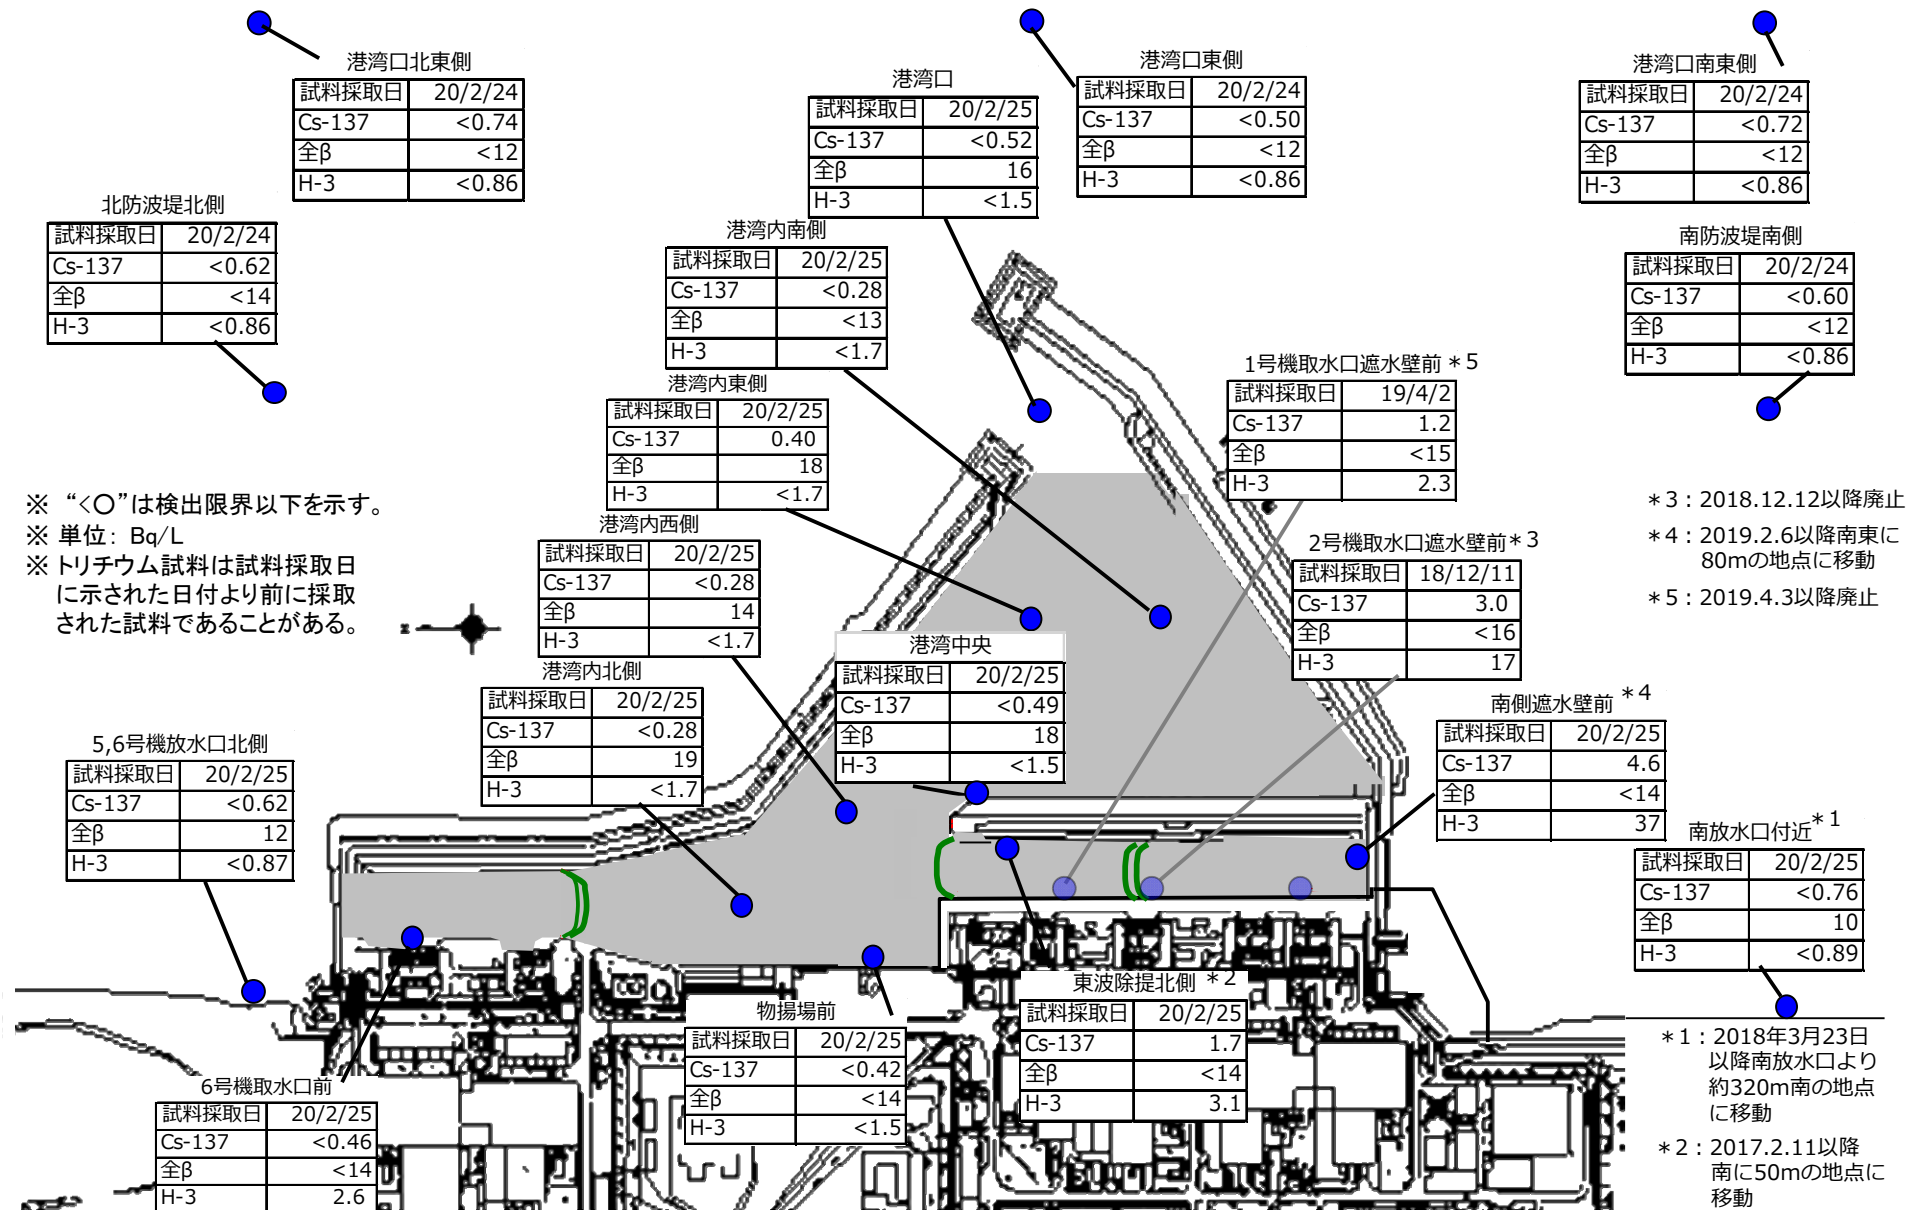 港湾口北東側
試料採取日 20/2/24
Cs-137 <0.74
全β <12
H-3 <0.86
港湾口
試料採取日 20/2/25
Cs-137 <0.52
全β 16
H-3 <1.5
港湾口東側
試料採取日 20/2/24
Cs-137 <0.50
全β <12
H-3 <0.86
港湾口南東側
試料採取日 20/2/24
Cs-137 <0.72
全β <12
H-3 <0.86
北防波堤北側
試料採取日 20/2/24
Cs-137 <0.62
全β <14
H-3 <0.86
港湾内南側
試料採取日 20/2/25
Cs-137 <0.28
全β <13
H-3 <1.7
南防波堤南側
試料採取日 20/2/24
Cs-137 <0.60
全β <12
H-3 <0.86
港湾内東側
試料採取日 20/2/25
Cs-137 0.40
全β 18
H-3 <1.7
1号機取水口遮水壁前 *5
試料採取日 19/4/2
Cs-137 1.2
全β <15
H-3 2.3
※ “<○”は検出限界以下を示す。
※ 単位: Bq/L
※ トリチウム試料は試料採取日
に示された日付より前に採取
された試料であることがある。
z
港湾内西側
試料採取日 20/2/25
Cs-137 <0.28
全β 14
H-3 <1.7
2号機取水口遮水壁前*3
試料採取日 18/12/11
Cs-137 3.0
全β <16
H-3 17
*3:2018.12.12以降廃止
*4:2019.2.6以降南東に
80mの地点に移動
*5:2019.4.3以降廃止
港湾中央
試料採取日 20/2/25
Cs-137 <0.49
全β 18
H-3 <1.5
港湾内北側
試料採取日 20/2/25
Cs-137 <0.28
全β 19
H-3 <1.7
南側遮水壁前 *4
試料採取日 20/2/25
Cs-137 4.6
全β <14
H-3 37
5,6号機放水口北側
試料採取日 20/2/25
Cs-137 <0.62
全β 12
H-3 <0.87
南放水口付近*1
試料採取日 20/2/25
Cs-137 <0.76
全β 10
H-3 <0.89
東波除堤北側 *2
試料採取日 20/2/25
Cs-137 1.7
全β <14
H-3 3.1
物揚場前
試料採取日 20/2/25
Cs-137 <0.42
全β <14
H-3 <1.5
6号機取水口前
試料採取日 20/2/25
Cs-137 <0.46
全β <14
H-3 2.6
*1:2018年3月23日
以降南放水口より
約320m南の地点
に移動
*2:2017.2.11以降
南に50mの地点に
移動